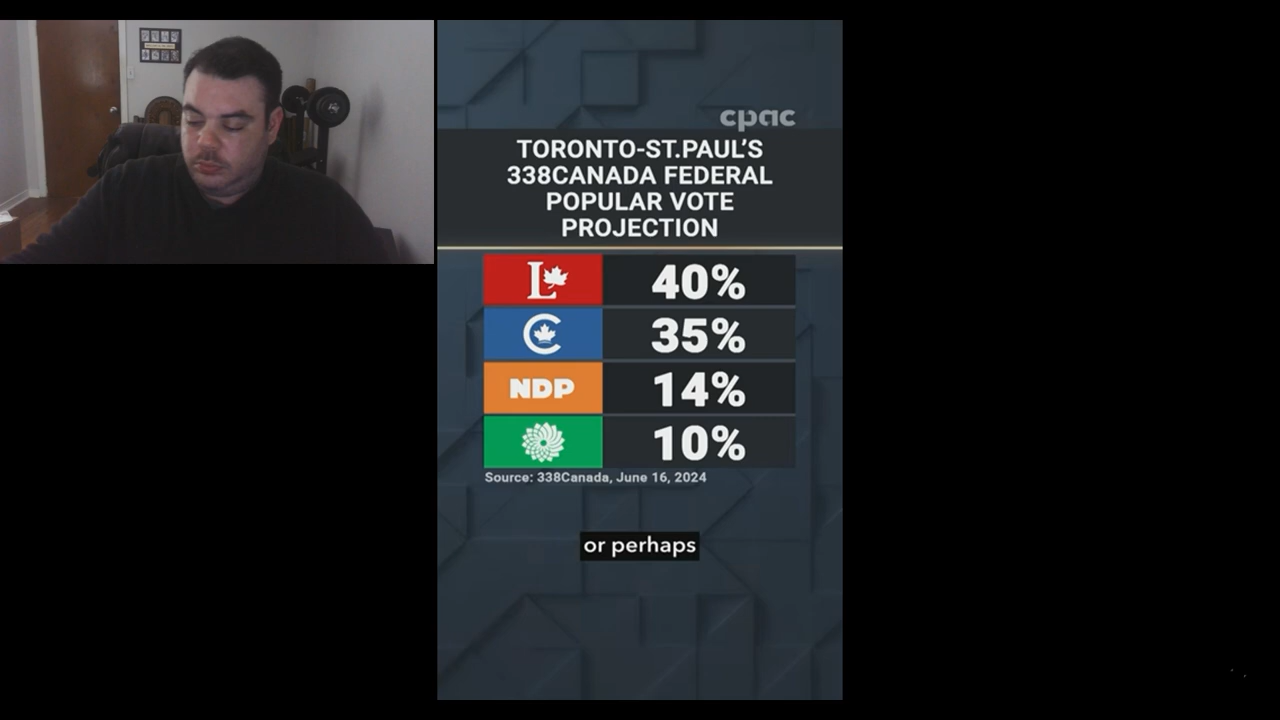 cpac
TORONTO-ST.PAUL'S
338CANADA FEDERAL
POPULAR VOTE
PROJECTION
L 40%
C 35%
NDP 14%
10%
Source: 338Canada, June 16, 2024
or perhaps